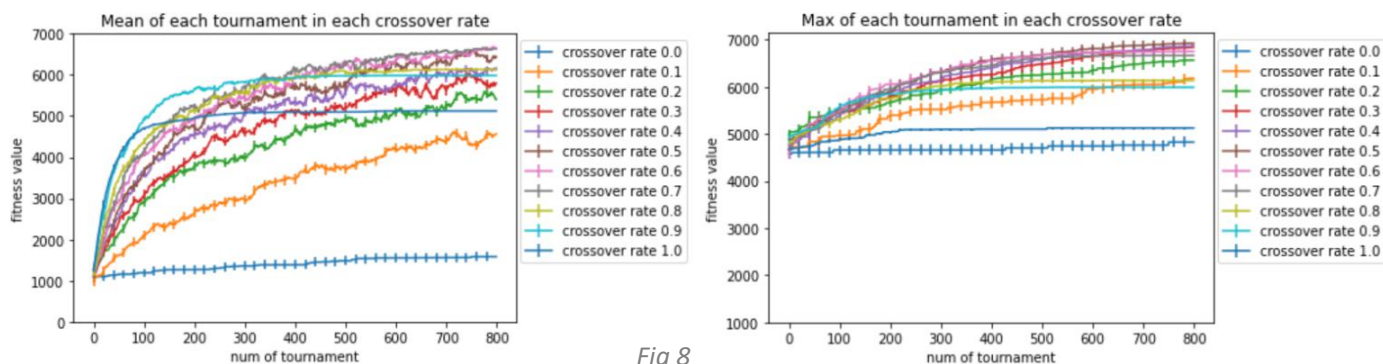 Mean of each tournament in each crossover rate
fitness value
7000
6000
5000
4000
3000
2000
1000
0
0 100 200 300 400 500 600 700 800
num of tournament
crossover rate 0.0
crossover rate 0.1
crossover rate 0.2
crossover rate 0.3
crossover rate 0.4
crossover rate 0.5
crossover rate 0.6
crossover rate 0.7
crossover rate 0.8
crossover rate 0.9
crossover rate 1.0
Max of each tournament in each crossover rate
fitness value
7000
6000
5000
4000
3000
2000
1000
0 100 200 300 400 500 600 700 800
num of tournament
crossover rate 0.0
crossover rate 0.1
crossover rate 0.2
crossover rate 0.3
crossover rate 0.4
crossover rate 0.5
crossover rate 0.6
crossover rate 0.7
crossover rate 0.8
crossover rate 0.9
crossover rate 1.0
Fig 8